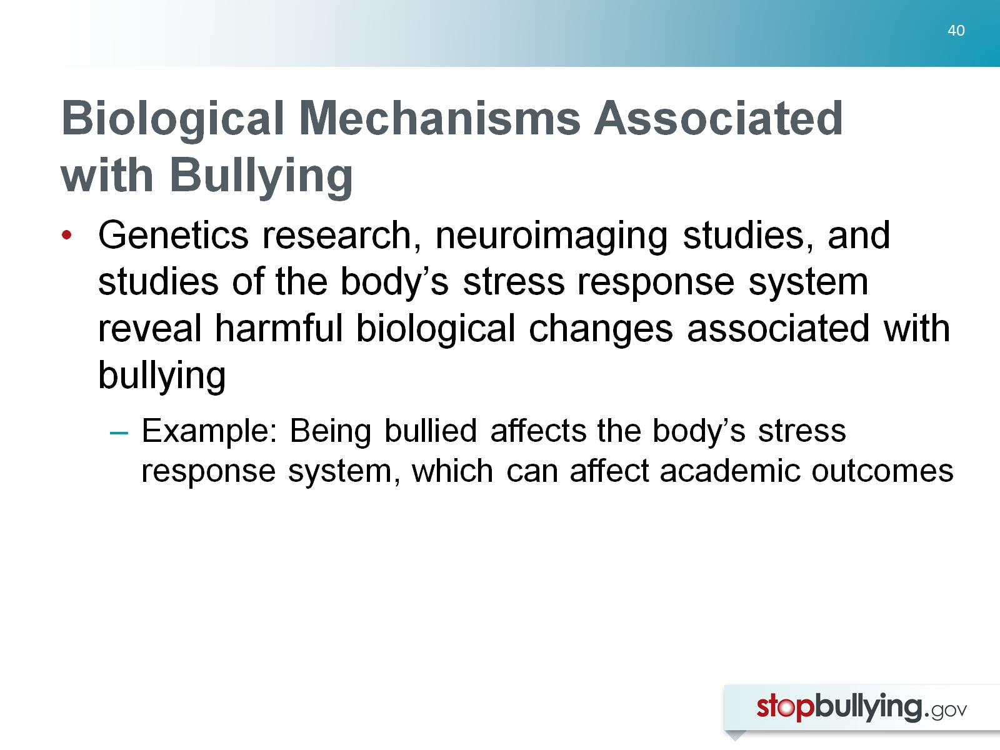 40
Biological Mechanisms Associated
with Bullying
• Genetics research, neuroimaging studies, and
studies of the body’s stress response system
reveal harmful biological changes associated with
bullying
– Example: Being bullied affects the body’s stress
response system, which can affect academic outcomes
stopbullying.gov